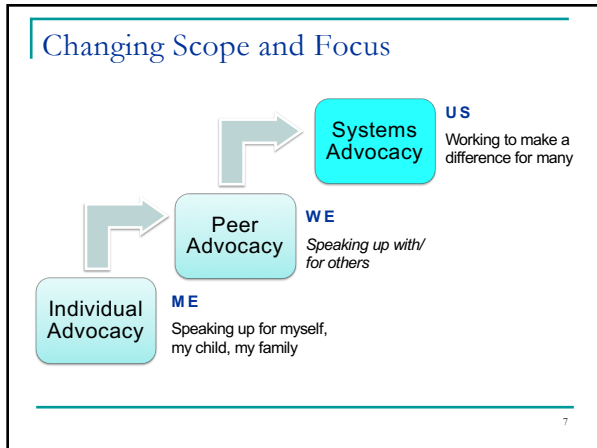 Changing Scope and Focus
Systems
Advocacy
US
Working to make a
difference for many
Peer
Advocacy
WE
Speaking up with/
for others
Individual
Advocacy
ME
Speaking up for myself,
my child, my family
7